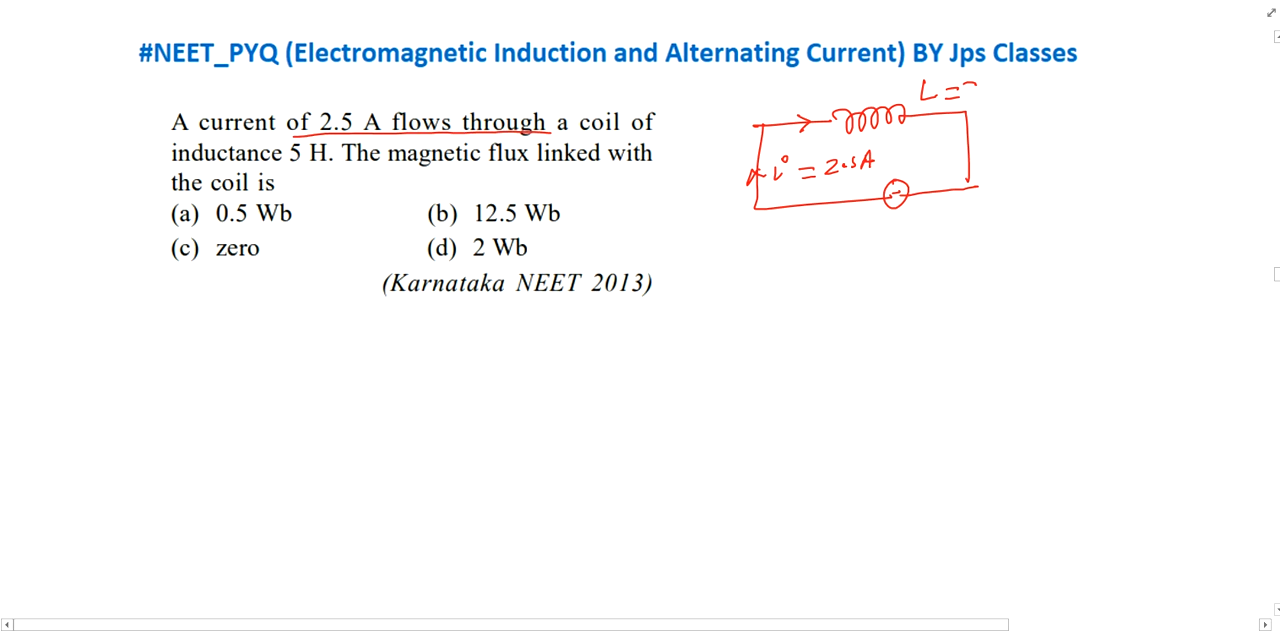 #NEET_PYQ (Electromagnetic Induction and Alternating Current) BY Jps Classes
L =
A current of 2.5 A flows through a coil of
inductance 5 H. The magnetic flux linked with
i = 2.5A
the coil is
(a) 0.5 Wb (b) 12.5 Wb
(c) zero (d) 2 Wb
(Karnataka NEET 2013)